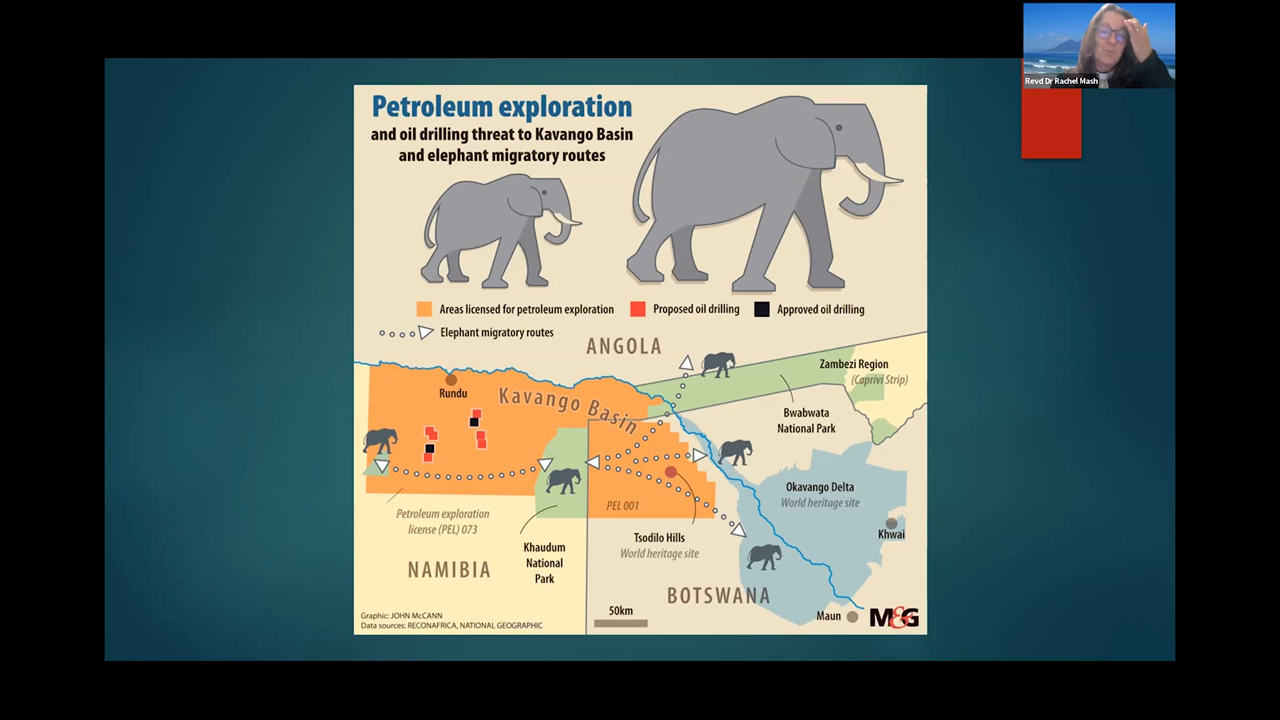 Revd Dr Rachel Mash
Petroleum exploration
and oil drilling threat to Kavango Basin
and elephant migratory routes
Areas licensed for petroleum exploration
Proposed oil drilling
Approved oil drilling
Elephant migratory routes
ANGOLA
Zambezi Region
(Caprivi Strip)
Rundu
Kavango Basin
Bwabwata
National Park
Okavango Delta
World heritage site
PEL 001
Petroleum exploration
license (PEL) 073
Khwai
Tsodilo Hills
World heritage site
Khaudum
National
Park
NAMIBIA
BOTSWANA
50km
Maun
M&G
Graphic: JOHN McCANN
Data sources: RECONAFRICA, NATIONAL GEOGRAPHIC